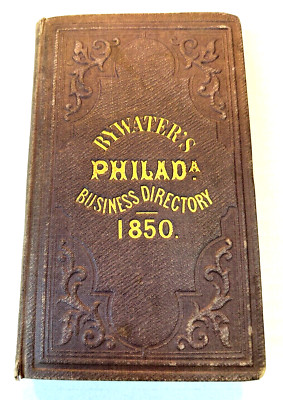 BYWATER'S
PHILADA
BUSINESS DIRECTORY
1850.